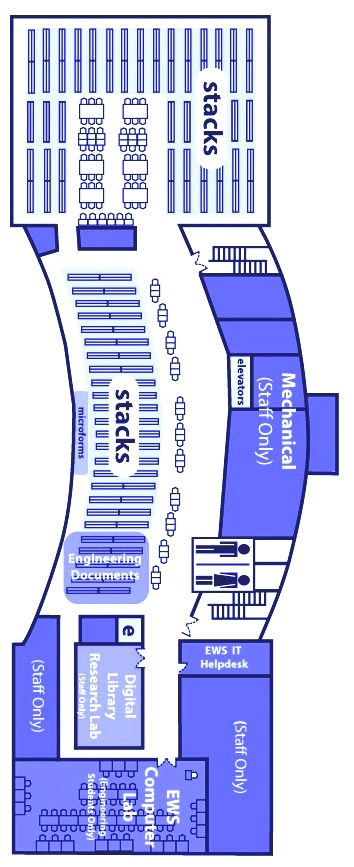 stacks
elevators
Mechanical
(Staff Only)
stacks
microforms
Engineering
Documents
e
EWS IT
Helpdesk
Digital
Library
Research Lab
(Staff Only)
(Staff Only)
(Staff Only)
EWS
Computer
Lab
(Engineering
Students Only)